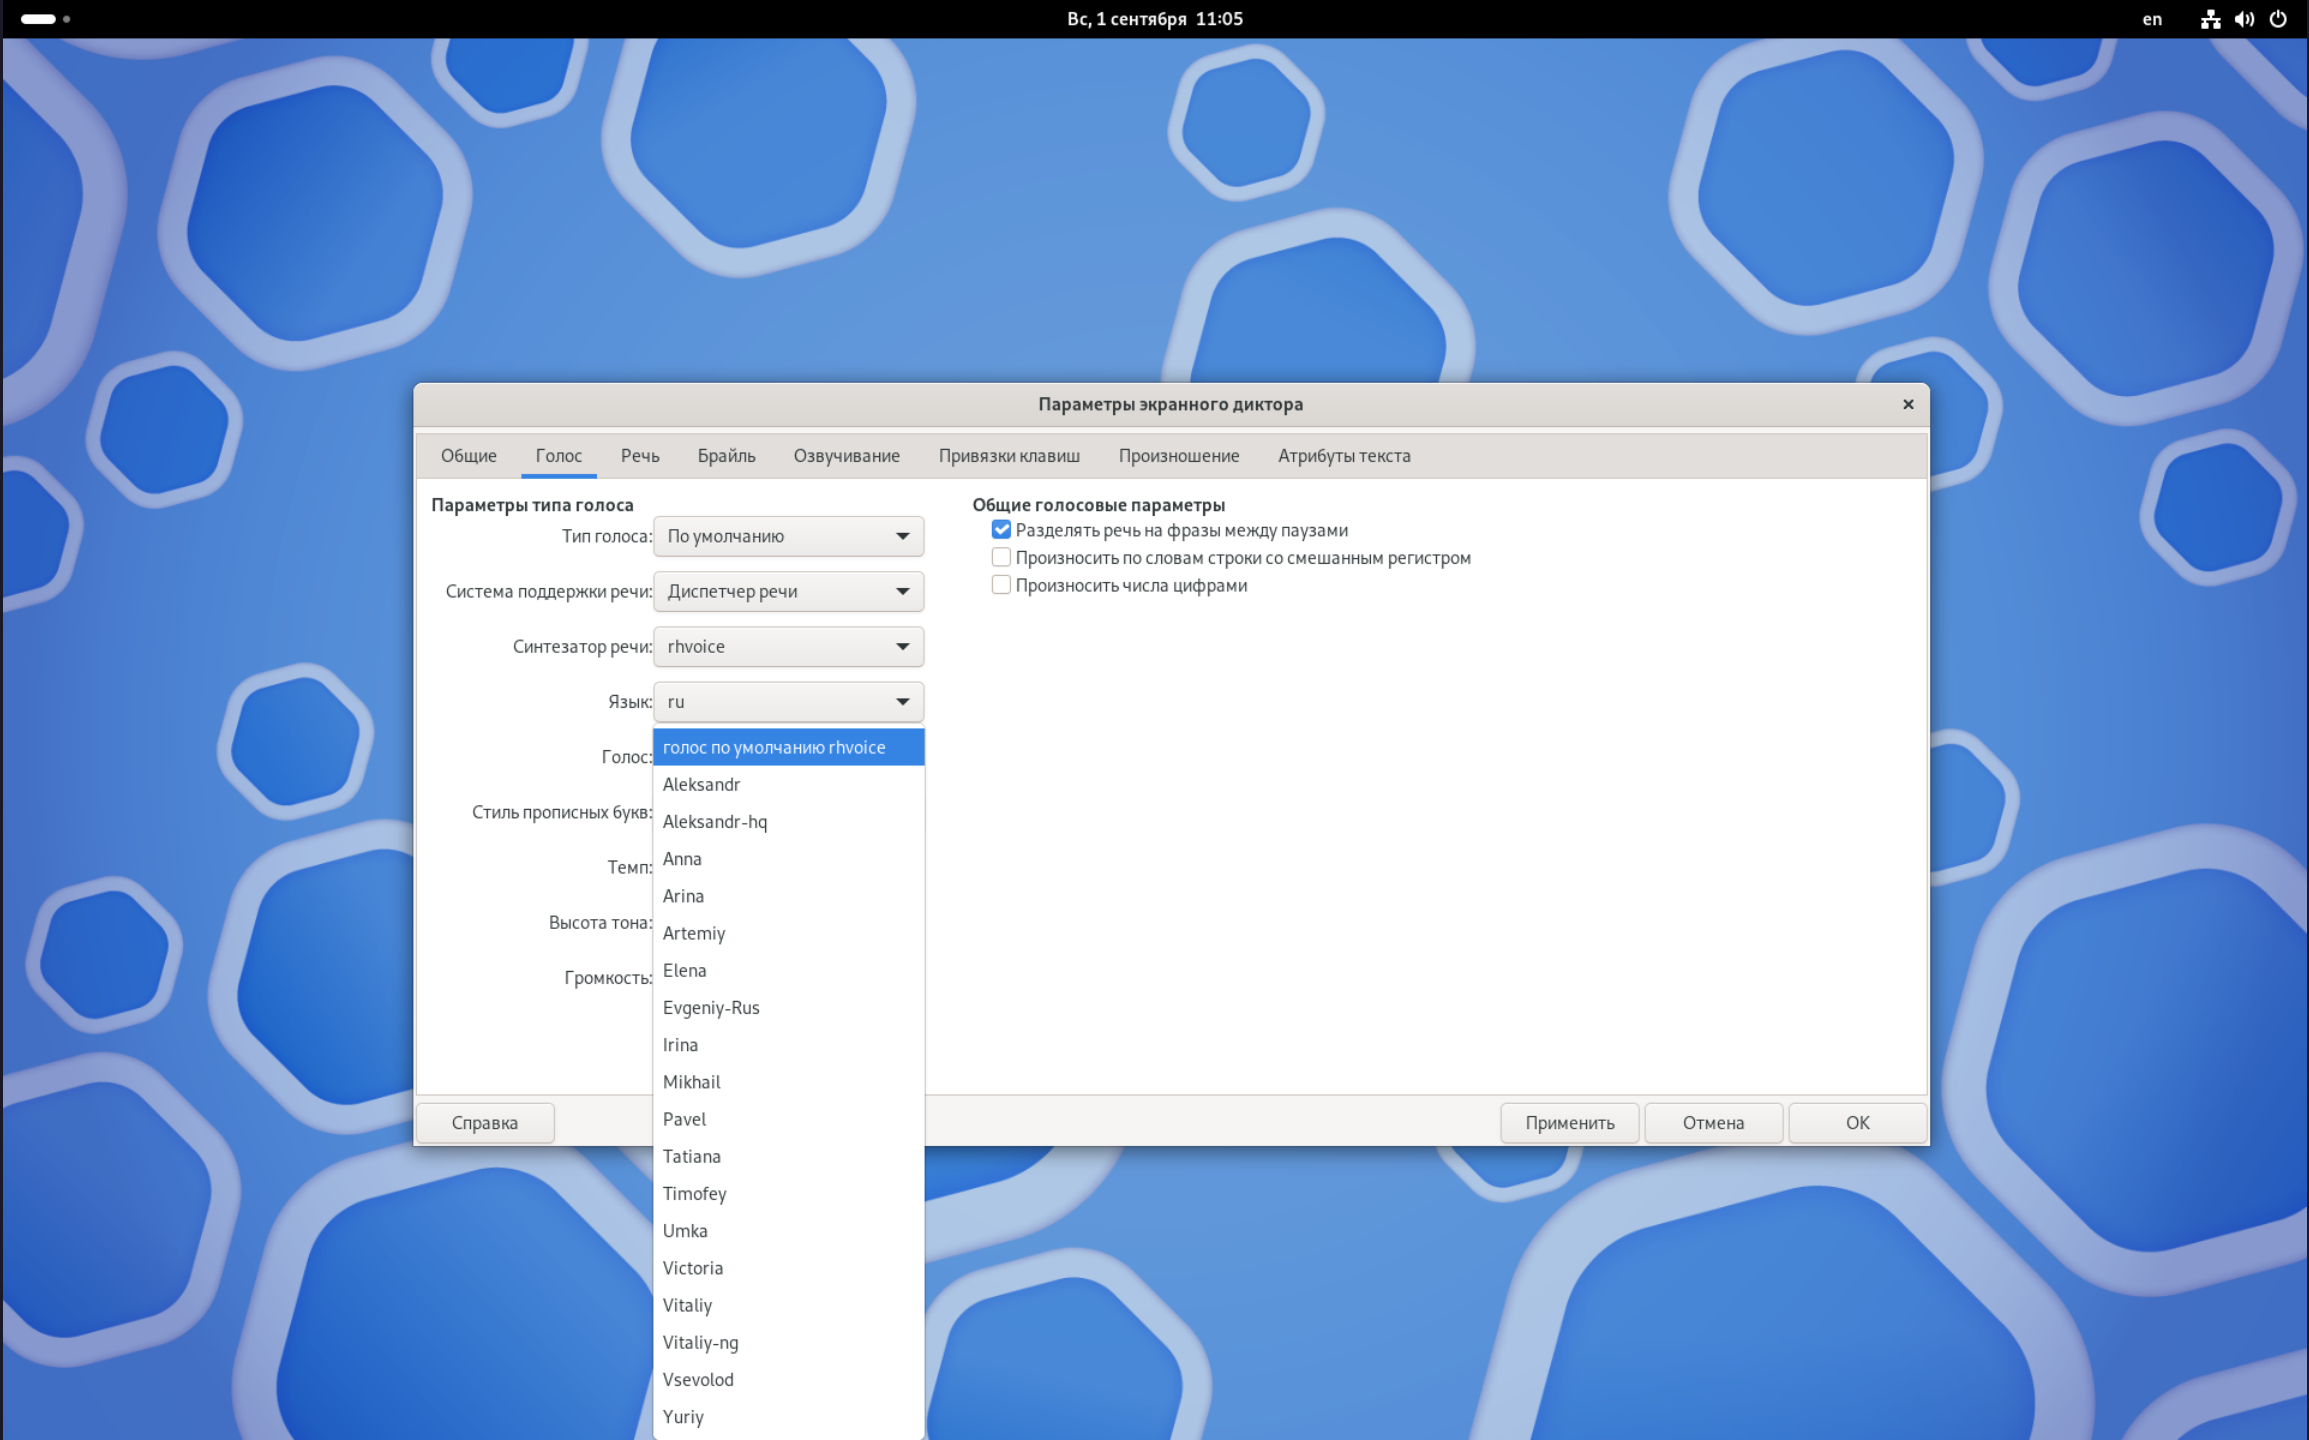 Вс, 1 сентября 11:05
en
Параметры экранного диктора
Общие Голос Речь Брайль Озвучивание Привязки клавиш Произношение Атрибуты текста
Параметры типа голоса
Тип голоса: По умолчанию
Система поддержки речи: Диспетчер речи
Синтезатор речи: rhvoice
Язык: ru
Голос:
Стиль прописных букв:
Темп:
Высота тона:
Громкость:
голос по умолчанию rhvoice
Aleksandr
Aleksandr-hq
Anna
Arina
Artemiy
Elena
Evgeniy-Rus
Irina
Mikhail
Pavel
Tatiana
Timofey
Umka
Victoria
Vitaliy
Vitaliy-ng
Vsevolod
Yuriy
Общие голосовые параметры
Разделять речь на фразы между паузами
Произносить по словам строки со смешанным регистром
Произносить числа цифрами
Справка
Применить
Отмена
OK